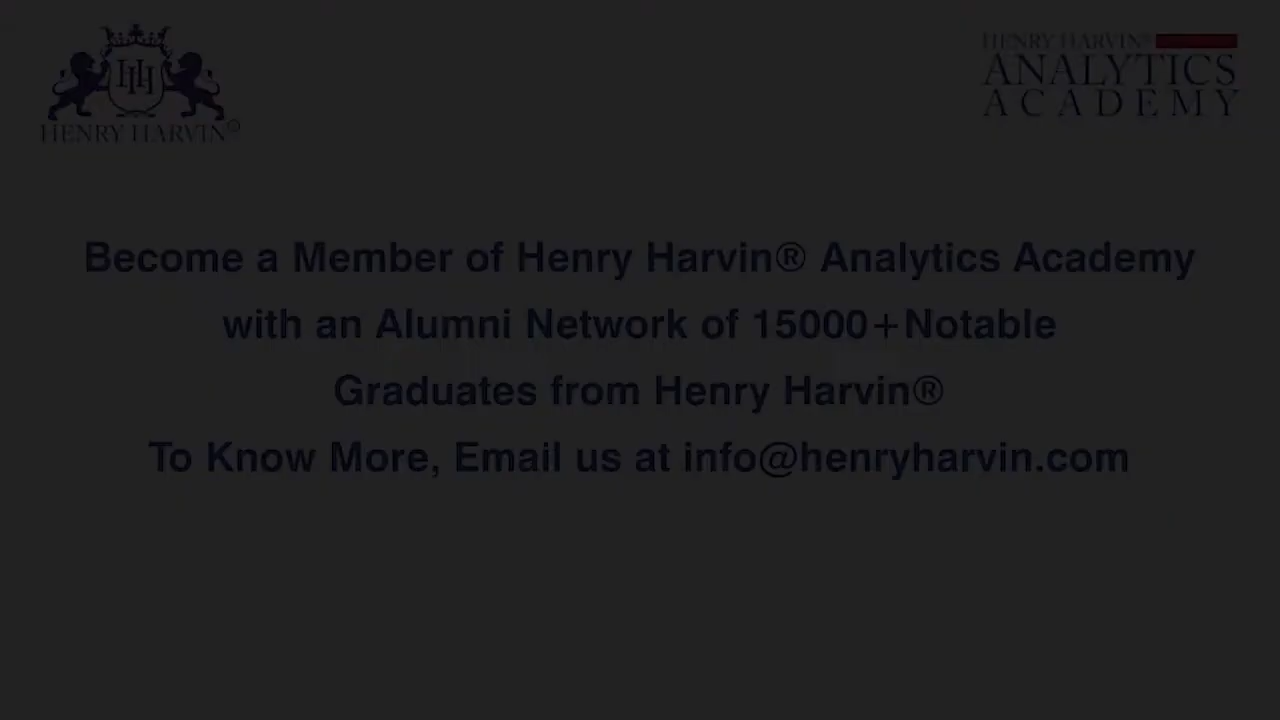 HENRY HARVIN®
HENRY HARVIN®
ANALYTICS
ACADEMY
Become a Member of Henry Harvin® Analytics Academy
with an Alumni Network of 15000+Notable
Graduates from Henry Harvin®
To Know More, Email us at info@henryharvin.com